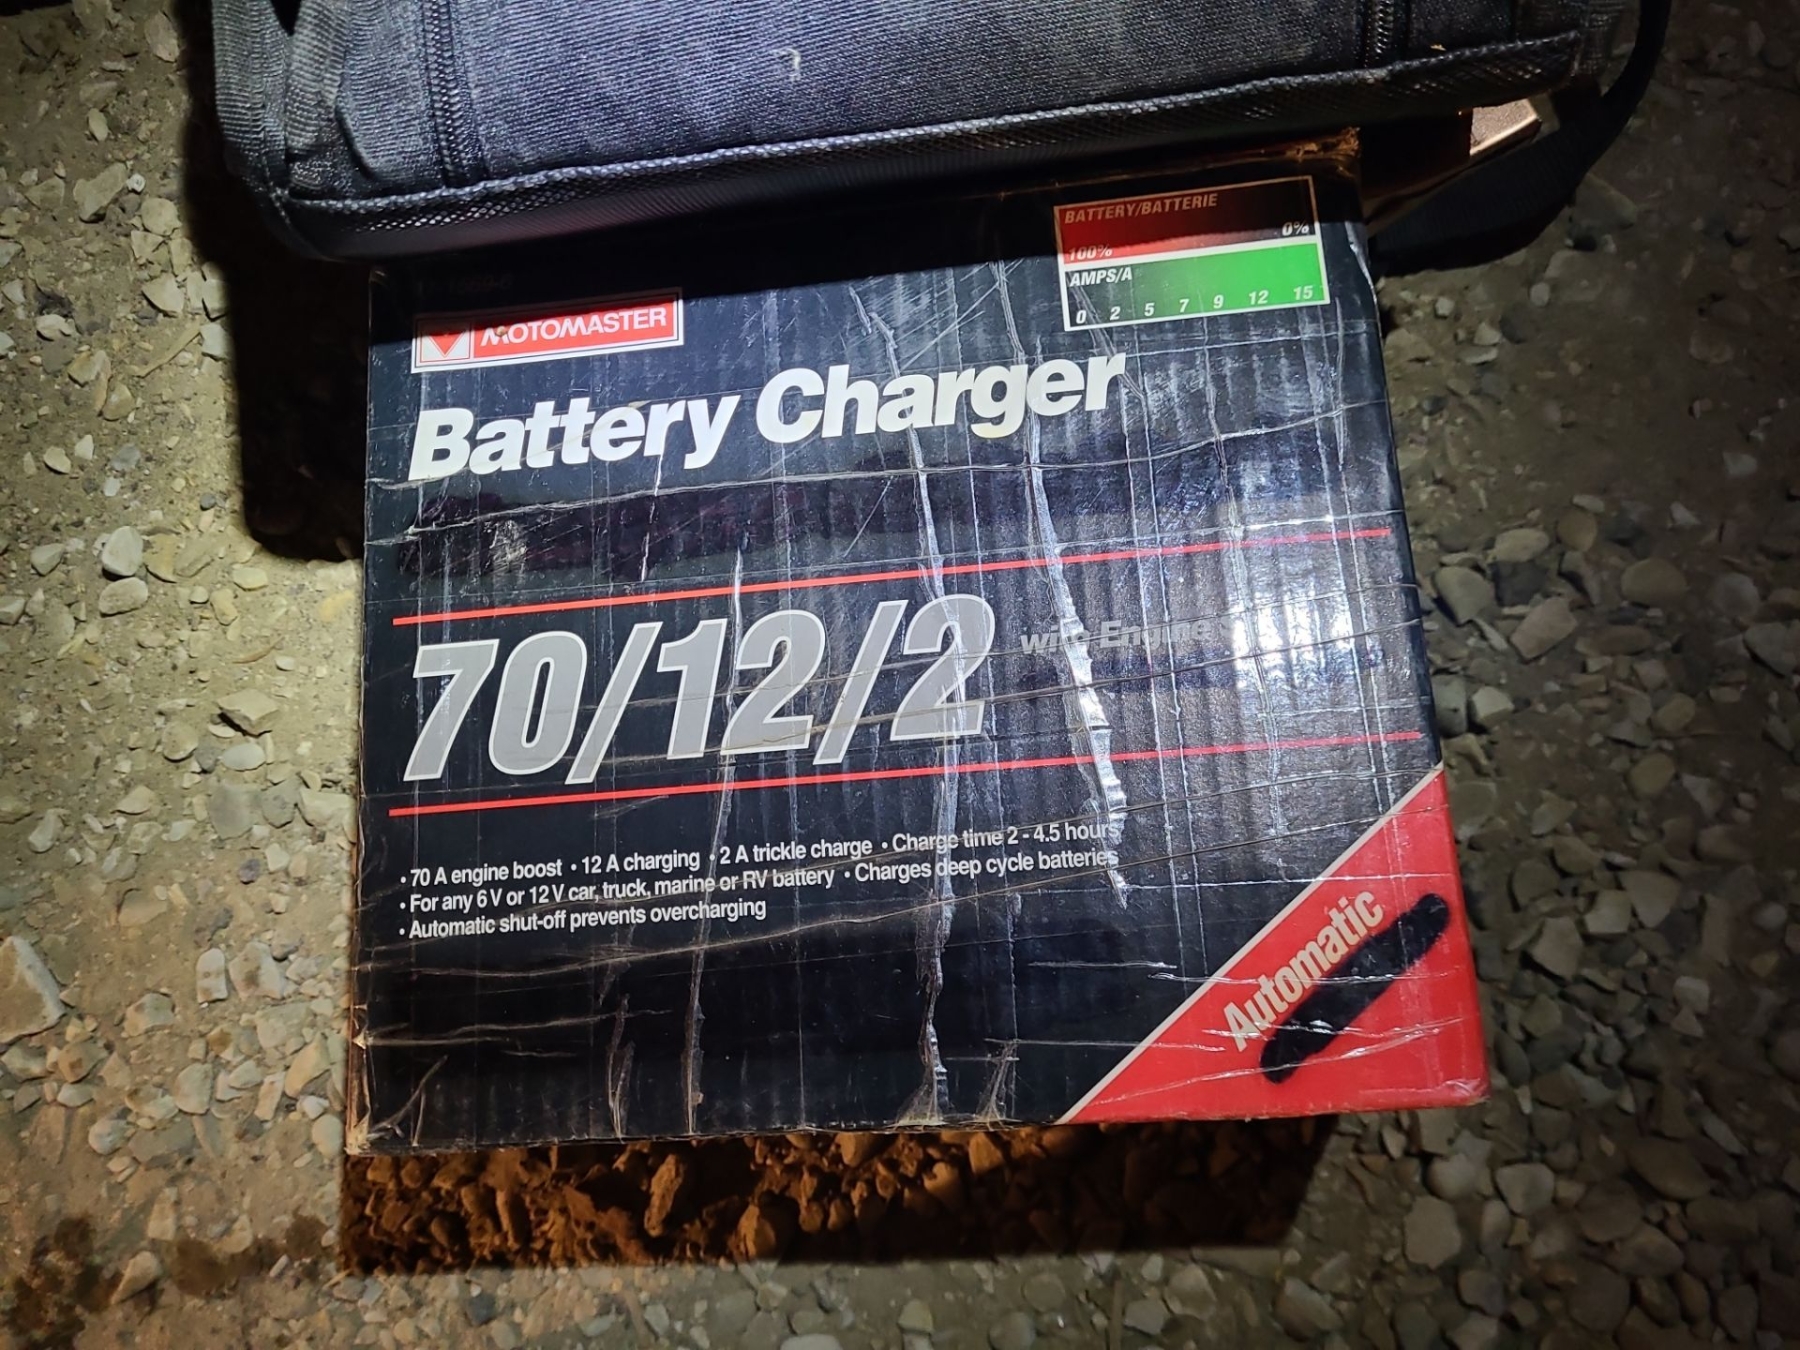 BATTERY/BATTERIE
0%
100%
AMPS/A
0 2 5 7 9 12 15
MOTOMASTER
Battery Charger
70/12/2 with Engine
• 70 A engine boost • 12 A charging • 2 A trickle charge • Charge time 2 - 4.5 hours
• For any 6 V or 12 V car, truck, marine or RV battery • Charges deep cycle batteries
• Automatic shut-off prevents overcharging
Automatic